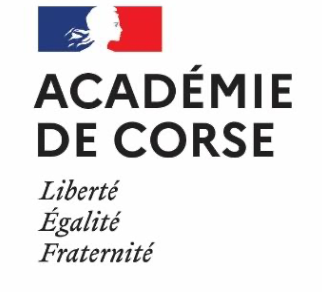 ACADÉMIE
DE CORSE
Liberté
Égalité
Fraternité